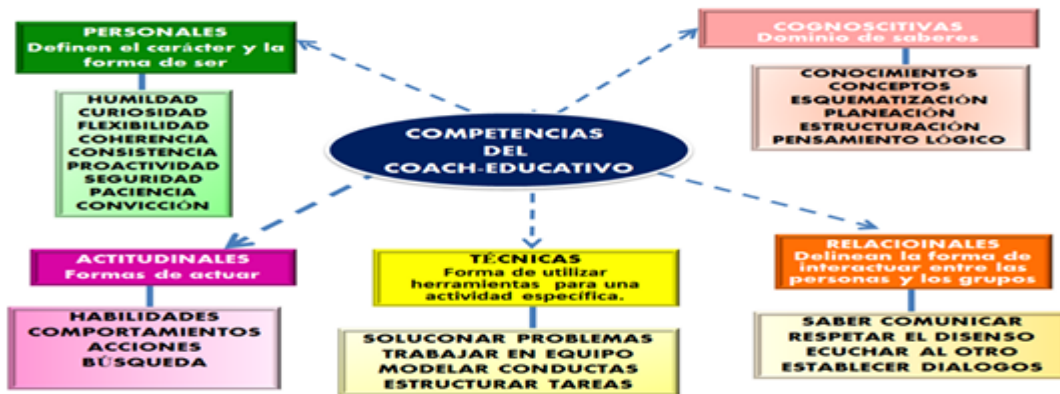 PERSONALES
Definen el carácter y la
forma de ser
HUMILDAD
CURIOSIDAD
FLEXIBILIDAD
COHERENCIA
CONSISTENCIA
PROACTIVIDAD
SEGURIDAD
PACIENCIA
CONVICCIÓN
COGNOSCITIVAS
Dominio de saberes
CONOCIMIENTOS
CONCEPTOS
ESQUEMATIZACIÓN
PLANEACIÓN
ESTRUCTURACIÓN
PENSAMIENTO LÓGICO
COMPETENCIAS
DEL
COACH-EDUCATIVO
ACTITUDINALES
Formas de actuar
HABILIDADES
COMPORTAMIENTOS
ACCIONES
BÚSQUEDA
TÉCNICAS
Forma de utilizar
herramientas para una
actividad específica.
SOLUCONAR PROBLEMAS
TRABAJAR EN EQUIPO
MODELAR CONDUCTAS
ESTRUCTURAR TAREAS
RELACIOINALES
Delinean la forma de
interactuar entre las
personas y los grupos
SABER COMUNICAR
RESPETAR EL DISENSO
ECUCHAR AL OTRO
ESTABLECER DIALOGOS